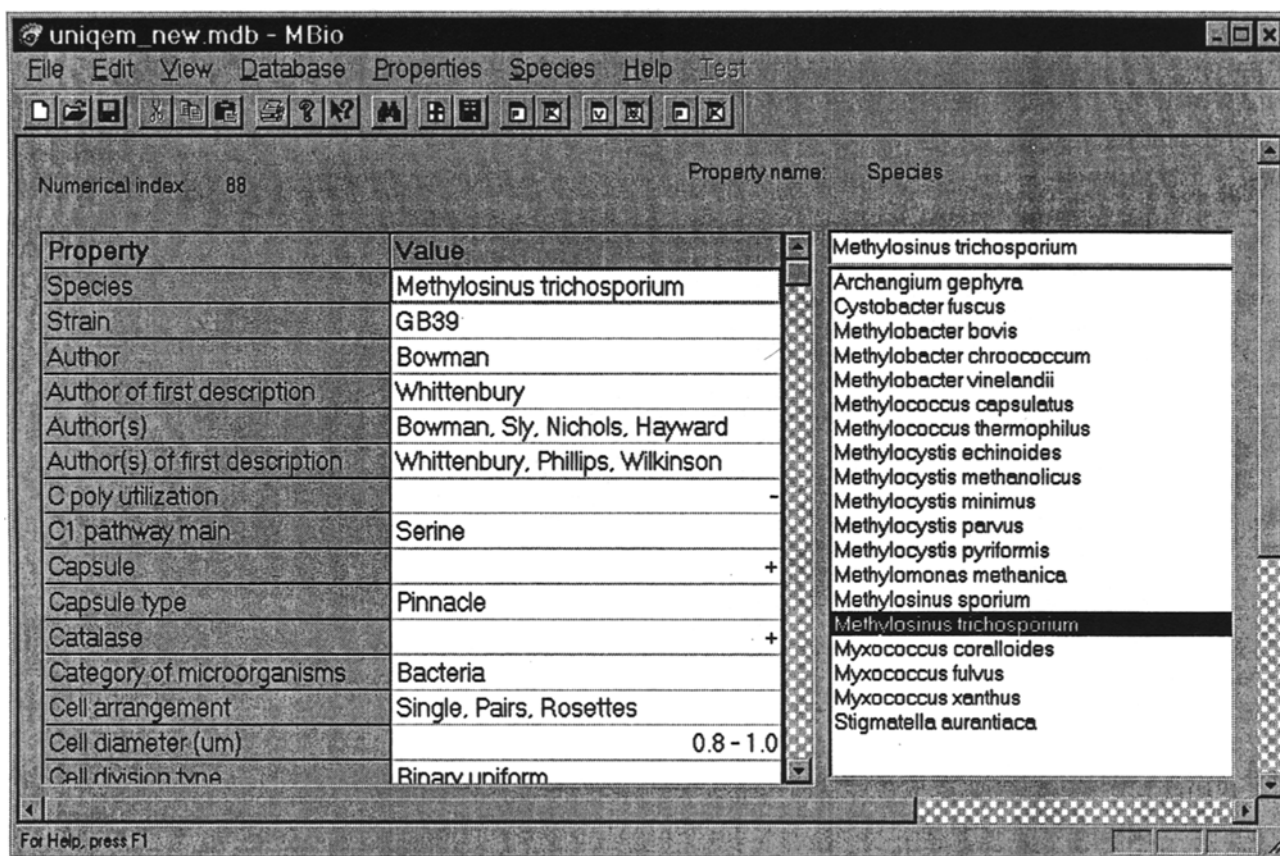 uniqem_new.mdb - MBio
File Edit View Database Properties Species Help Test
Numerical index 88
Property name: Species
Property Value
Species Methylosinus trichosporium
Strain GB39
Author Bowman
Author of first description Whittenbury
Author(s) Bowman, Sly, Nichols, Hayward
Author(s) of first description Whittenbury, Phillips, Wilkinson
C poly utilization -
C1 pathway main Serine
Capsule +
Capsule type Pinnacle
Catalase +
Category of microorganisms Bacteria
Cell arrangement Single, Pairs, Rosettes
Cell diameter (um) 0.8 - 1.0
Cell division type Binary uniform
Methylosinus trichosporium
Archangium gephyra
Cystobacter fuscus
Methylobacter bovis
Methylobacter chroococcum
Methylobacter vinelandii
Methylococcus capsulatus
Methylococcus thermophilus
Methylocystis echinoides
Methylocystis methanolicus
Methylocystis minimus
Methylocystis parvus
Methylocystis pyriformis
Methylomonas methanica
Methylosinus sporium
Methylosinus trichosporium
Myxococcus coralloides
Myxococcus fulvus
Myxococcus xanthus
Stigmatella aurantiaca
For Help, press F1